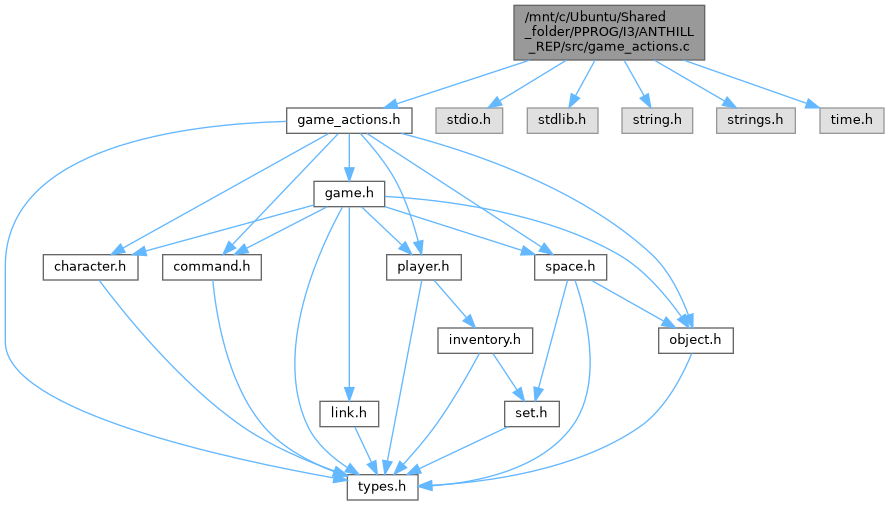 /mnt/c/Ubuntu/Shared
_folder/PPROG/I3/ANTHILL
_REP/src/game_actions.c
game_actions.h
stdio.h
stdlib.h
string.h
strings.h
time.h
game.h
character.h
command.h
player.h
space.h
inventory.h
object.h
link.h
set.h
types.h